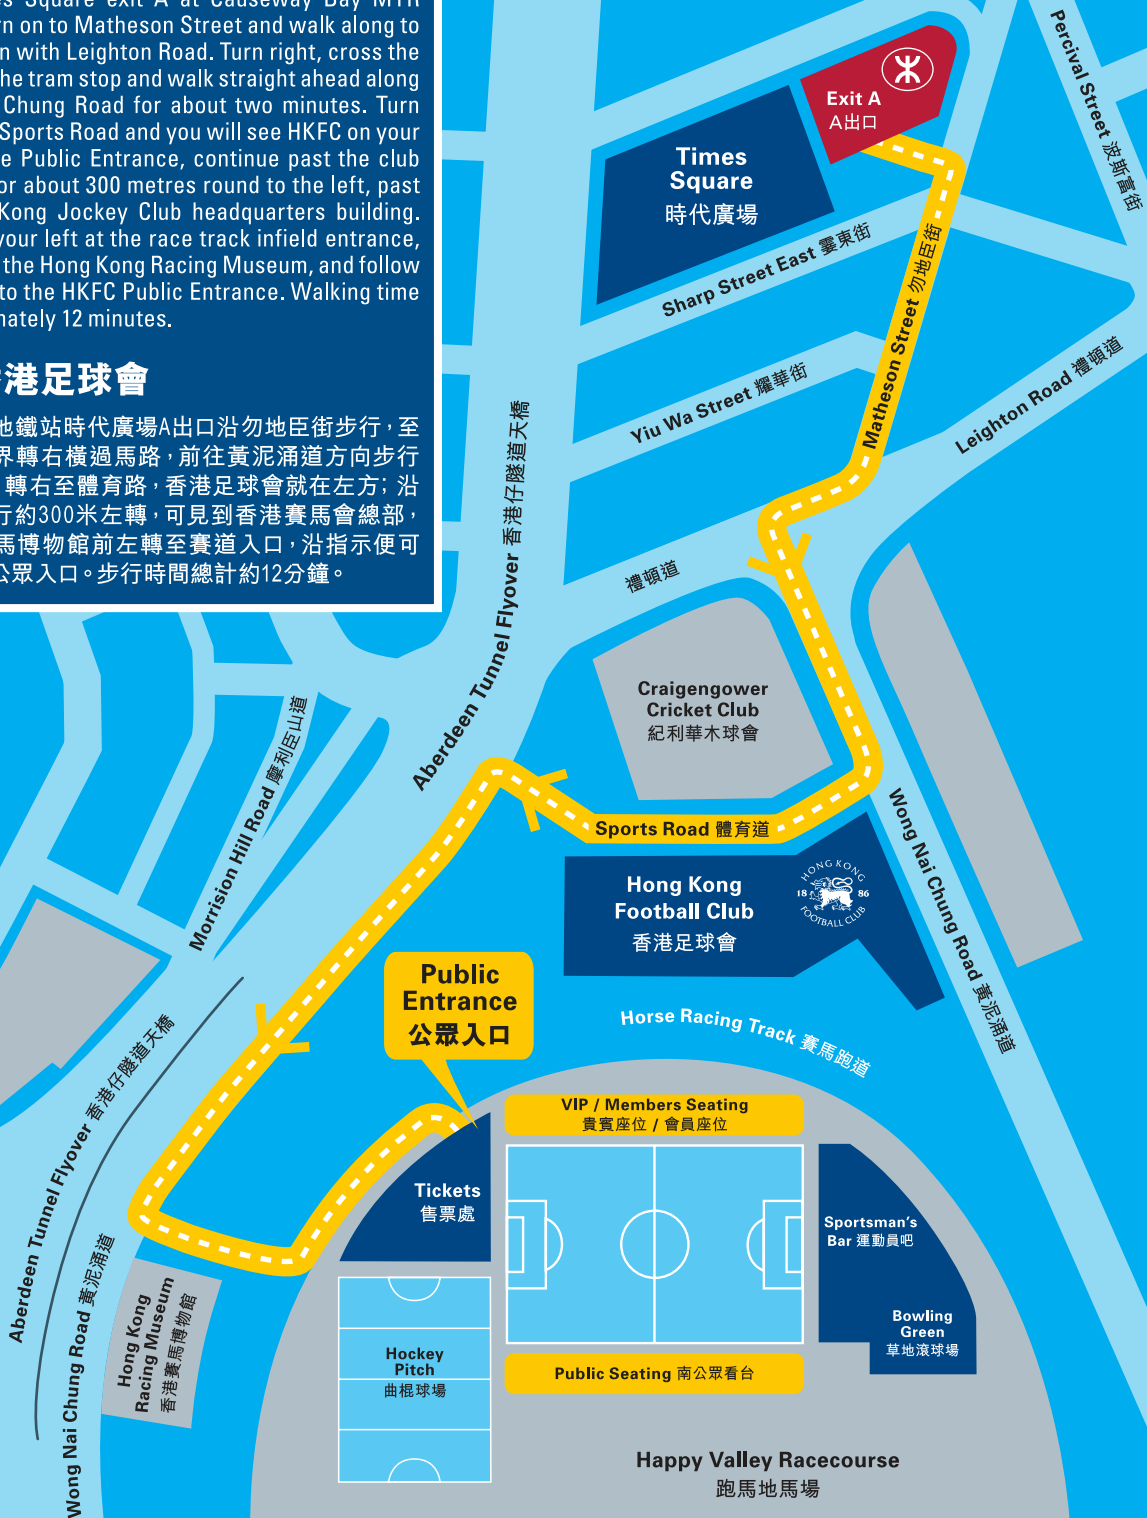 es Square exit A at Causeway Bay MTR
rn on to Matheson Street and walk along to
n with Leighton Road. Turn right, cross the
he tram stop and walk straight ahead along
Chung Road for about two minutes. Turn
Sports Road and you will see HKFC on your
e Public Entrance, continue past the club
or about 300 metres round to the left, past
Kong Jockey Club headquarters building.
your left at the race track infield entrance,
the Hong Kong Racing Museum, and follow
to the HKFC Public Entrance. Walking time
nately 12 minutes.
香港足球會
地鐵站時代廣場A出口沿勿地臣街步行，至
界轉右橫過馬路，前往黃泥涌道方向步行
轉右至體育路，香港足球會就在左方；沿
行約300米左轉，可見到香港賽馬會總部，
馬博物館前左轉至賽道入口，沿指示便可
公眾入口。步行時間總計約12分鐘。
Exit A
A出口
Times
Square
時代廣場
Percival Street 波斯富街
Sharp Street East 霎東街
Matheson Street 勿地臣街
Yiu Wa Street 耀華街
Leighton Road 禮頓道
禮頓道
Aberdeen Tunnel Flyover 香港仔隧道天橋
Craigengower
Cricket Club
紀利華木球會
Morrision Hill Road 摩利臣山道
Sports Road 體育道
Wong Nai Chung Road 黃泥涌道
Hong Kong
Football Club
香港足球會
HONG KONG
18 86
FOOTBALL CLUB
Public
Entrance
公眾入口
Horse Racing Track 賽馬跑道
Aberdeen Tunnel Flyover 香港仔隧道天橋
VIP / Members Seating
貴賓座位 / 會員座位
Tickets
售票處
Sportsman's
Bar 運動員吧
Wong Nai Chung Road 黃泥涌道
Hong Kong
Racing Museum
香港賽馬博物館
Bowling
Green
草地滾球場
Hockey
Pitch
曲棍球場
Public Seating 南公眾看台
Happy Valley Racecourse
跑馬地馬場